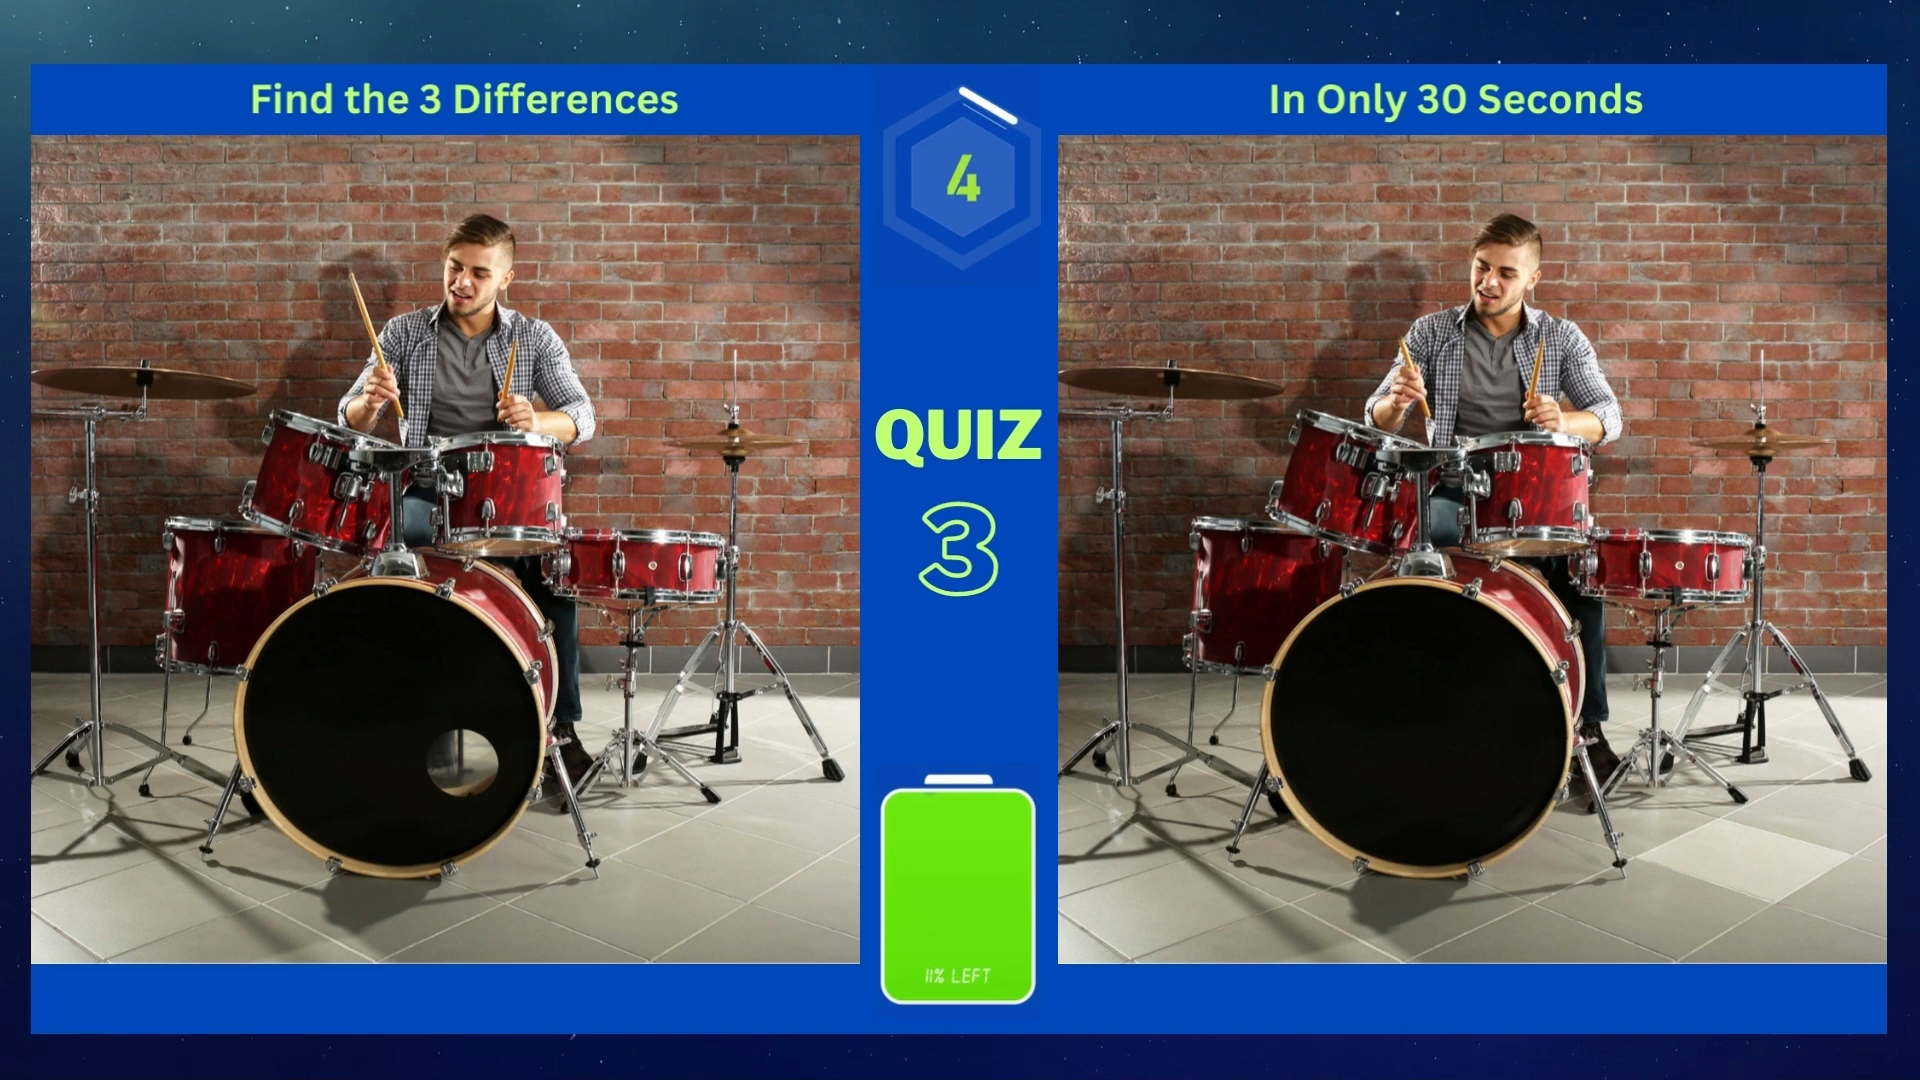 Find the 3 Differences
In Only 30 Seconds
4
QUIZ
3
11% LEFT